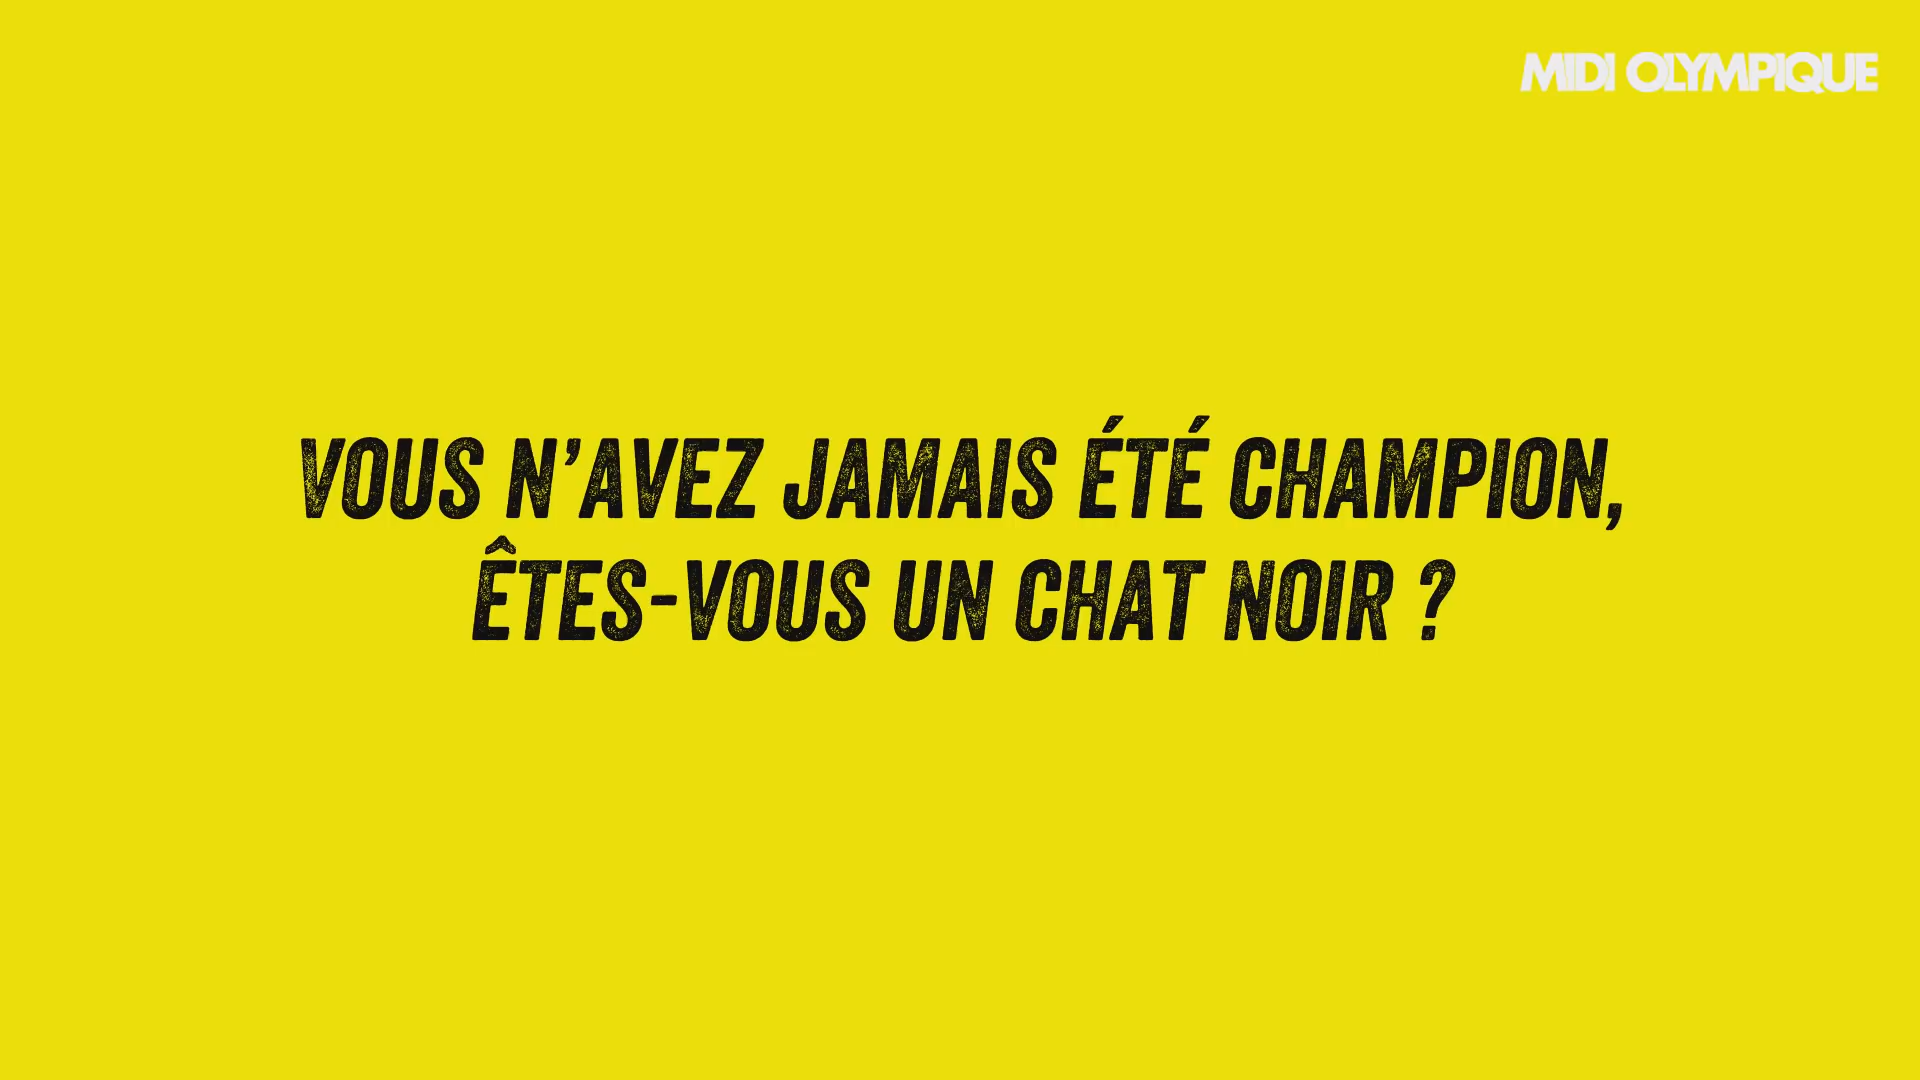 MIDI OLYMPIQUE
VOUS N’AVEZ JAMAIS ÉTÉ CHAMPION,
ÊTES-VOUS UN CHAT NOIR ?